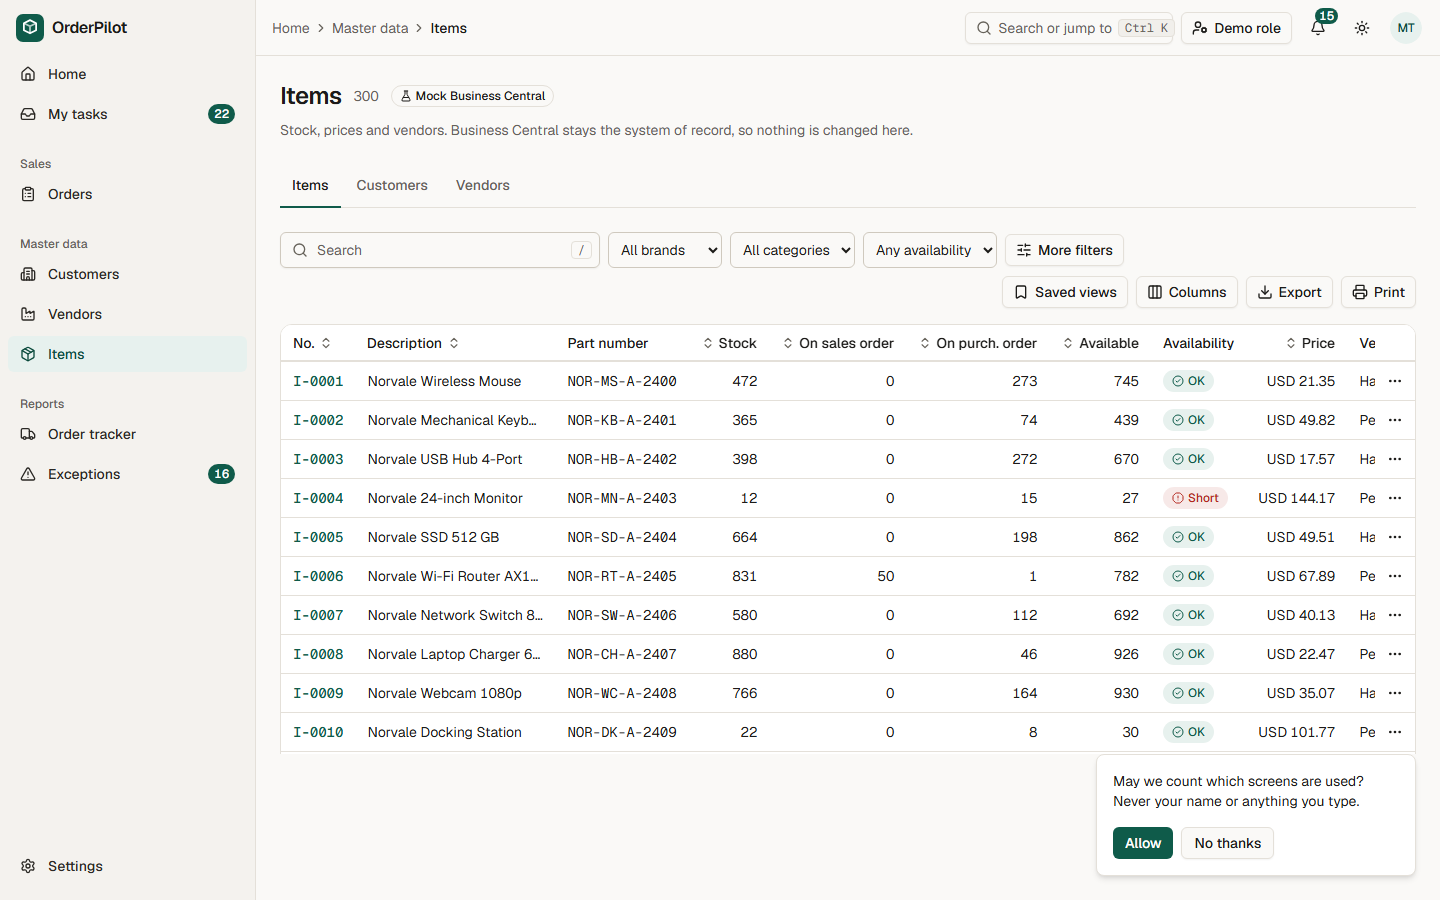 OrderPilot
Home
My tasks 22
Sales
Orders
Master data
Customers
Vendors
Items
Reports
Order tracker
Exceptions 16
Settings
Home > Master data > Items
Search or jump to Ctrl K
Demo role
15
MT
Items 300 Mock Business Central
Stock, prices and vendors. Business Central stays the system of record, so nothing is changed here.
Items Customers Vendors
Search /
All brands
All categories
Any availability
More filters
Saved views
Columns
Export
Print
No. Description Part number Stock On sales order On purch. order Available Availability Price Ve
I-0001 Norvale Wireless Mouse NOR-MS-A-2400 472 0 273 745 OK USD 21.35 Ha ...
I-0002 Norvale Mechanical Keyb... NOR-KB-A-2401 365 0 74 439 OK USD 49.82 Pe ...
I-0003 Norvale USB Hub 4-Port NOR-HB-A-2402 398 0 272 670 OK USD 17.57 Ha ...
I-0004 Norvale 24-inch Monitor NOR-MN-A-2403 12 0 15 27 Short USD 144.17 Pe ...
I-0005 Norvale SSD 512 GB NOR-SD-A-2404 664 0 198 862 OK USD 49.51 Ha ...
I-0006 Norvale Wi-Fi Router AX1... NOR-RT-A-2405 831 50 1 782 OK USD 67.89 Pe ...
I-0007 Norvale Network Switch 8... NOR-SW-A-2406 580 0 112 692 OK USD 40.13 Ha ...
I-0008 Norvale Laptop Charger 6... NOR-CH-A-2407 880 0 46 926 OK USD 22.47 Pe ...
I-0009 Norvale Webcam 1080p NOR-WC-A-2408 766 0 164 930 OK USD 35.07 Ha ...
I-0010 Norvale Docking Station NOR-DK-A-2409 22 0 8 30 OK USD 101.77 Pe ...
May we count which screens are used?
Never your name or anything you type.
Allow
No thanks